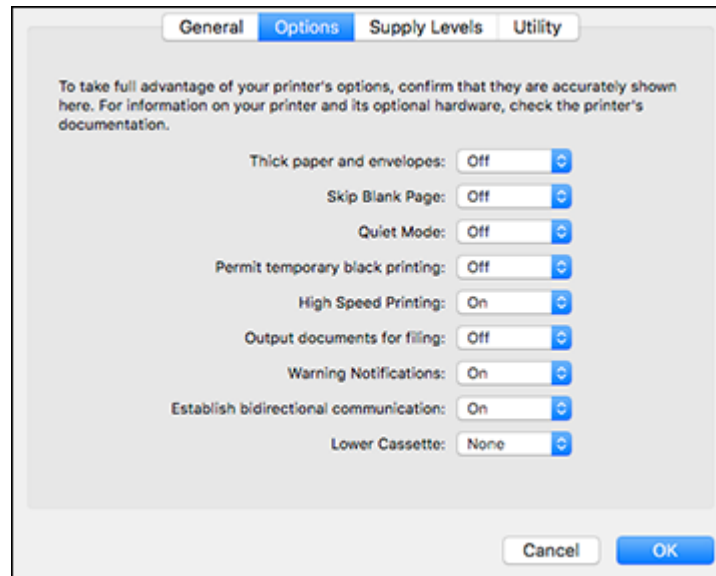 General Options Supply Levels Utility
To take full advantage of your printer's options, confirm that they are accurately shown
here. For information on your printer and its optional hardware, check the printer's
documentation.
Thick paper and envelopes: Off
Skip Blank Page: Off
Quiet Mode: Off
Permit temporary black printing: Off
High Speed Printing: On
Output documents for filing: Off
Warning Notifications: On
Establish bidirectional communication: On
Lower Cassette: None
Cancel OK